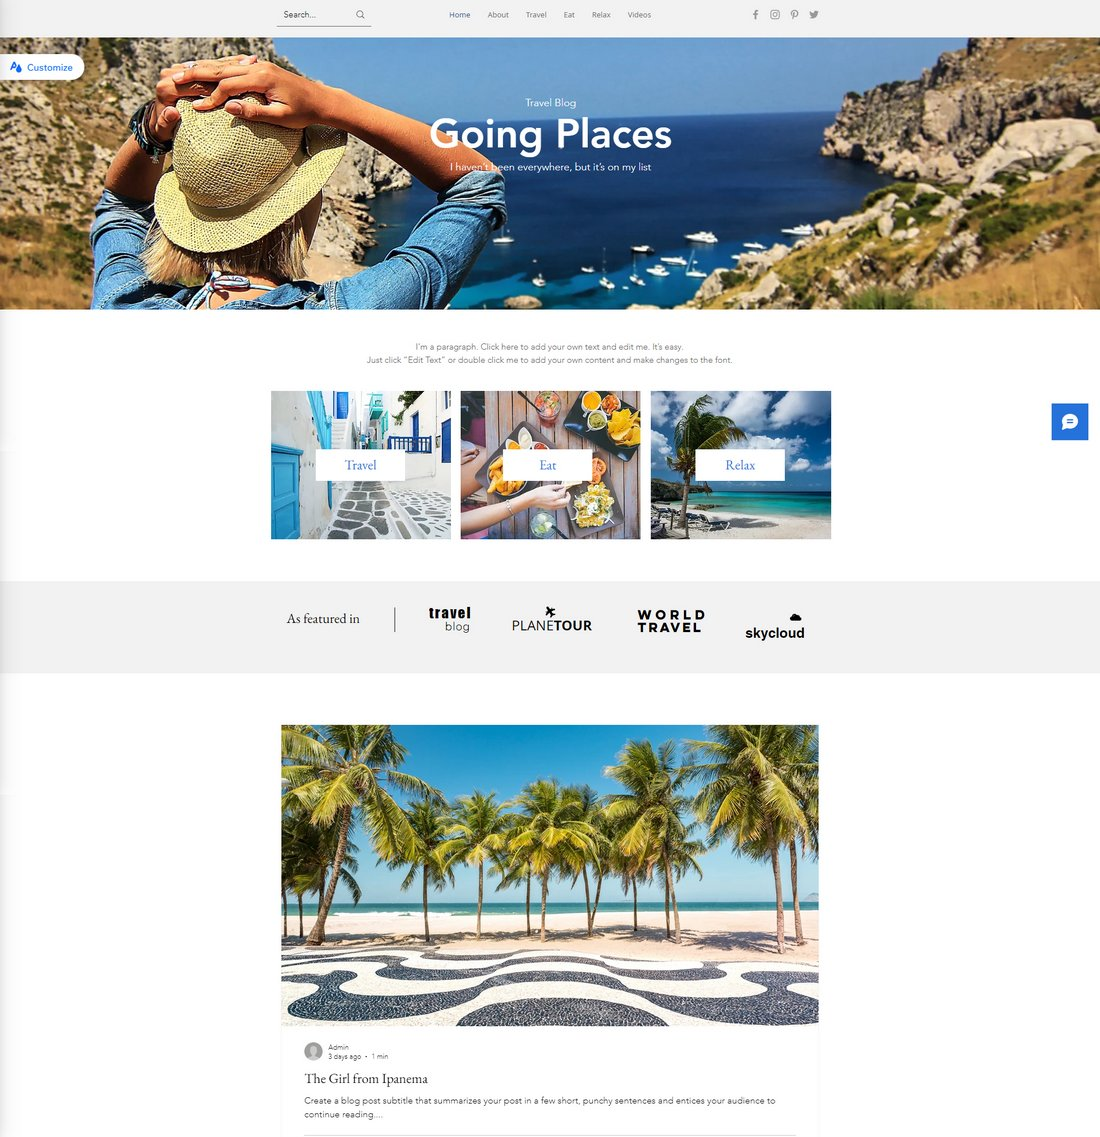 Search...
Home
About
Travel
Eat
Relax
Videos
Customize
Travel Blog
Going Places
I haven't been everywhere, but it's on my list
I'm a paragraph. Click here to add your own text and edit me. It's easy.
Just click “Edit Text” or double click me to add your own content and make changes to the font.
Travel
Eat
Relax
As featured in
travel
blog
PLANETOUR
WORLD
TRAVEL
skycloud
Admin
3 days ago • 1 min
The Girl from Ipanema
Create a blog post subtitle that summarizes your post in a few short, punchy sentences and entices your audience to
continue reading....